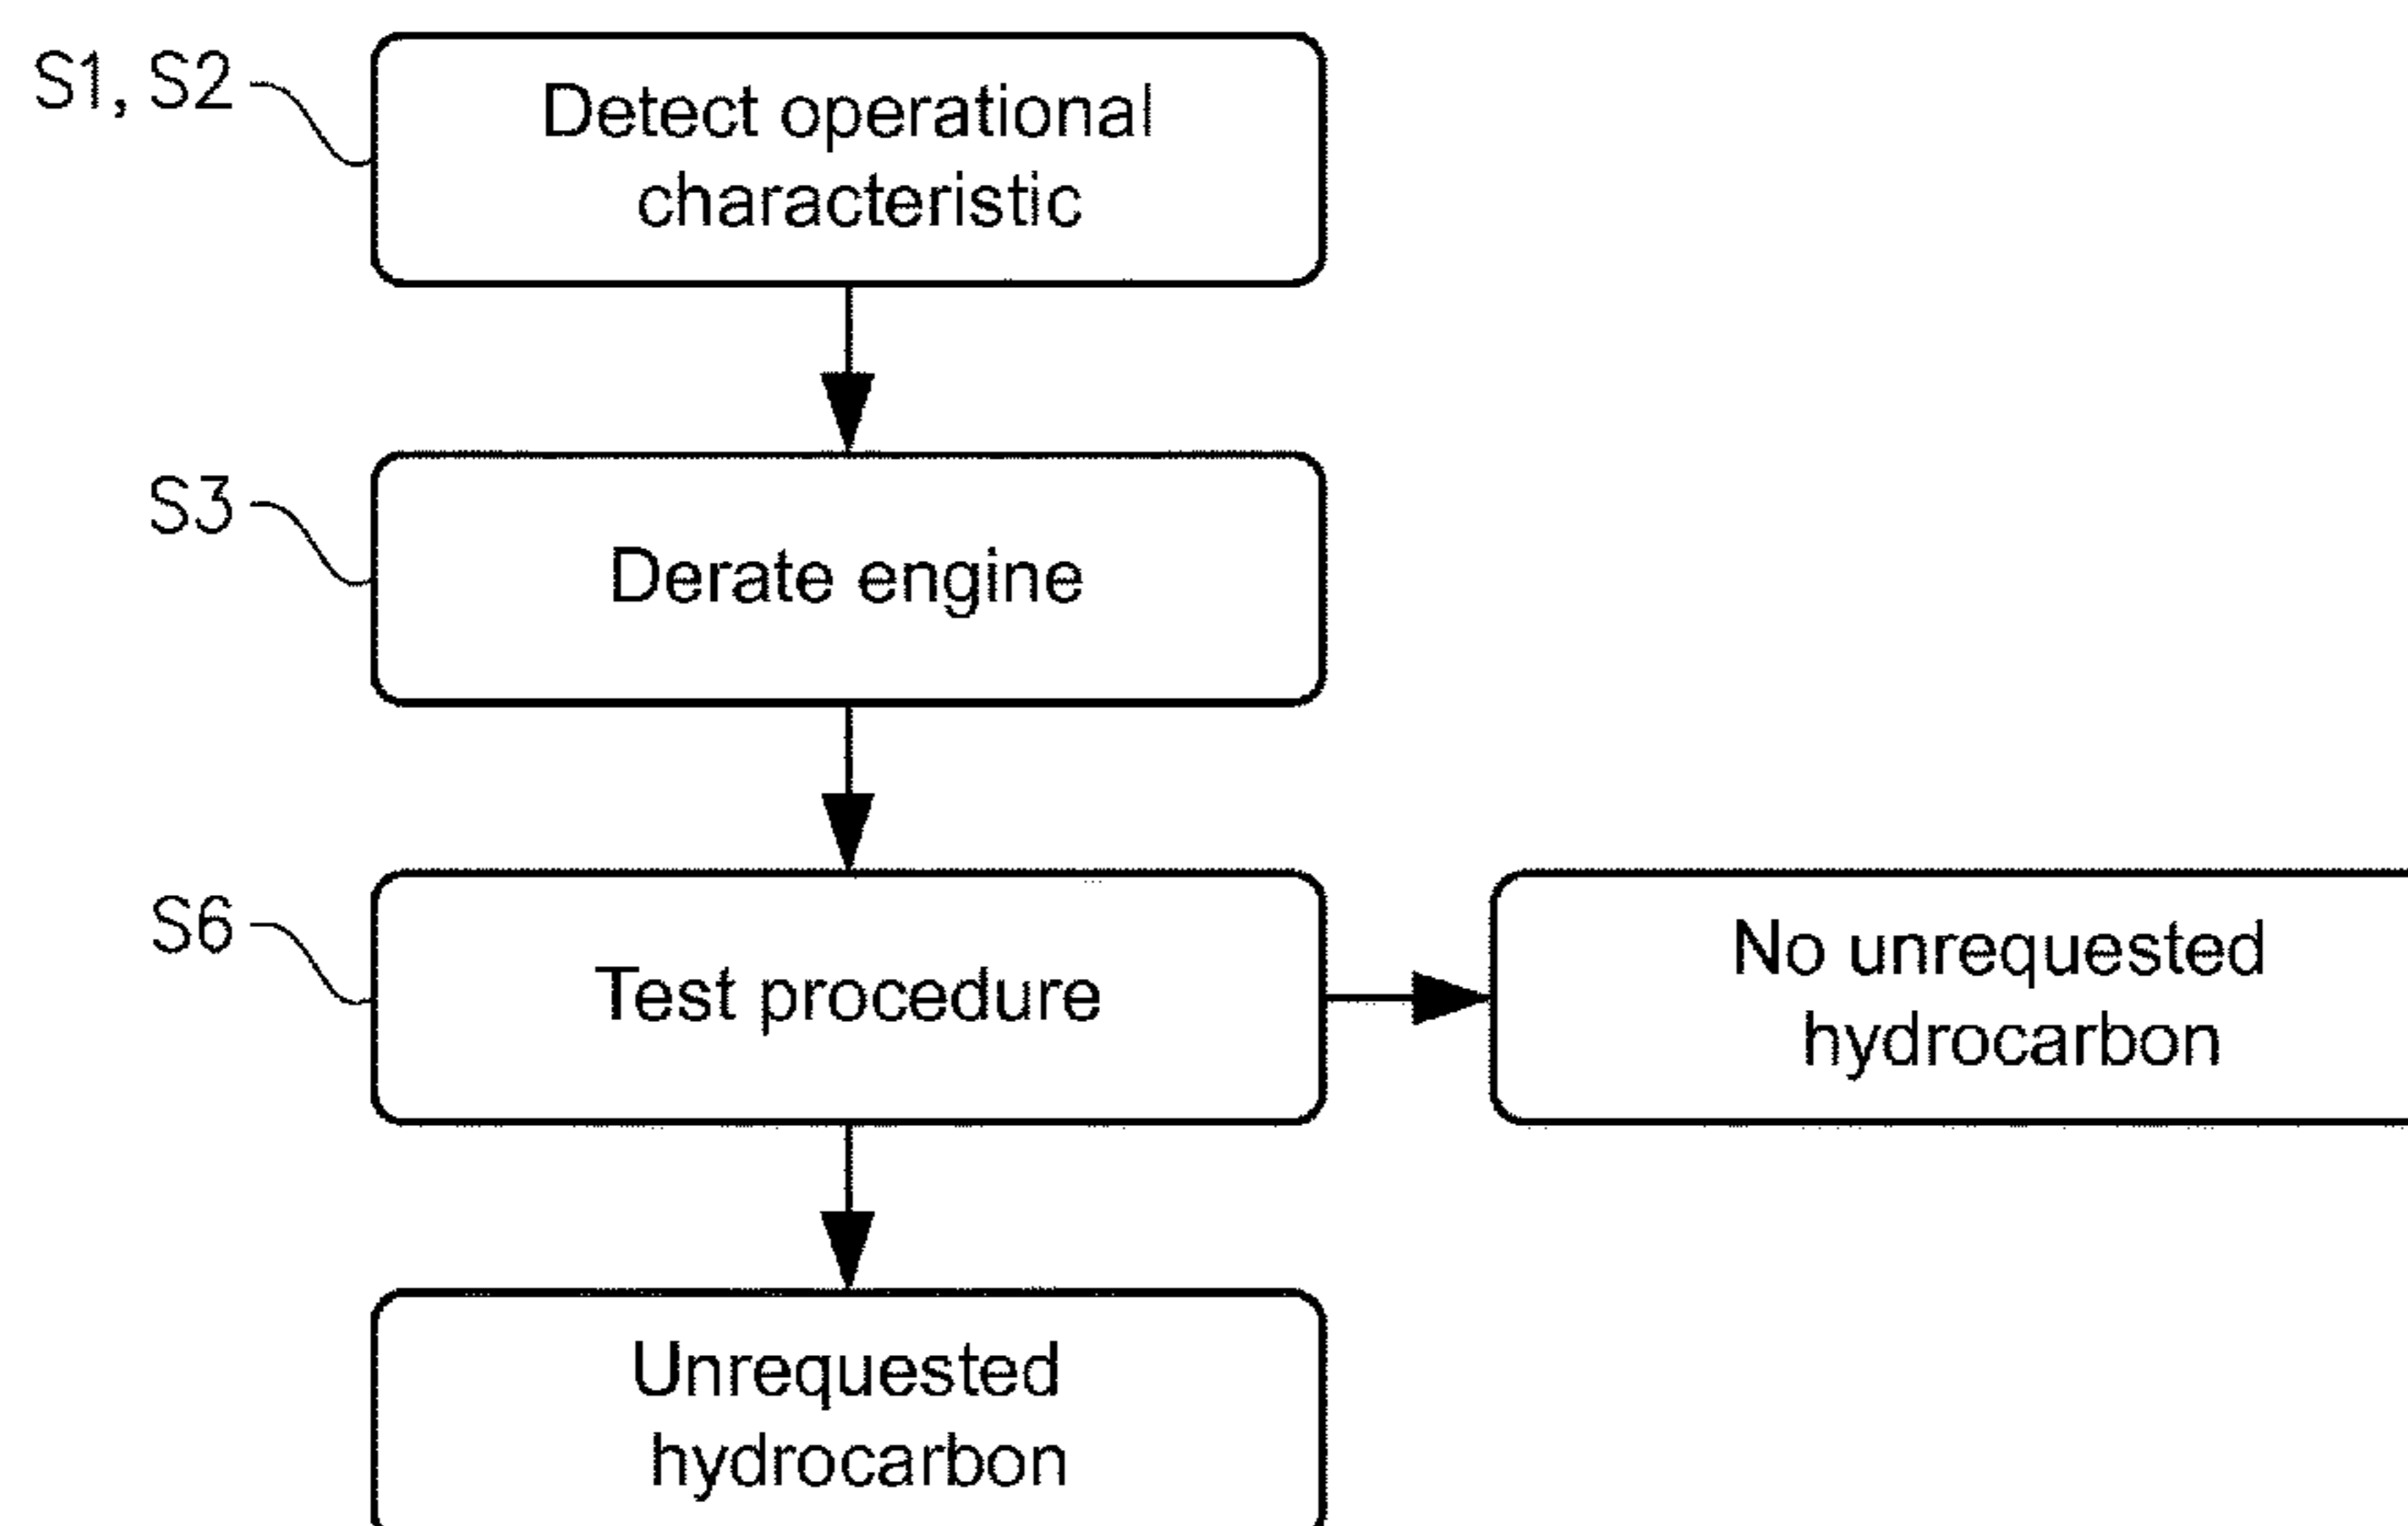 S1, S2
Detect operational
characteristic
S3
Derate engine
S6
Test procedure
No unrequested
hydrocarbon
Unrequested
hydrocarbon